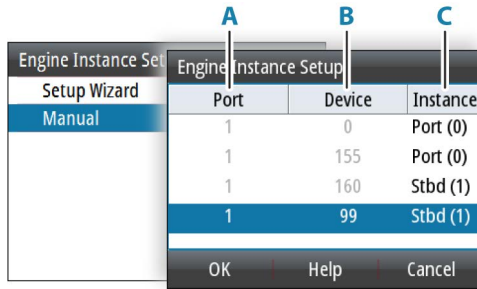 A B C
Engine Instance Set
Setup Wizard
Manual
Engine Instance Setup
Port Device Instance
1 0 Port (0)
1 155 Port (0)
1 160 Stbd (1)
1 99 Stbd (1)
OK Help Cancel